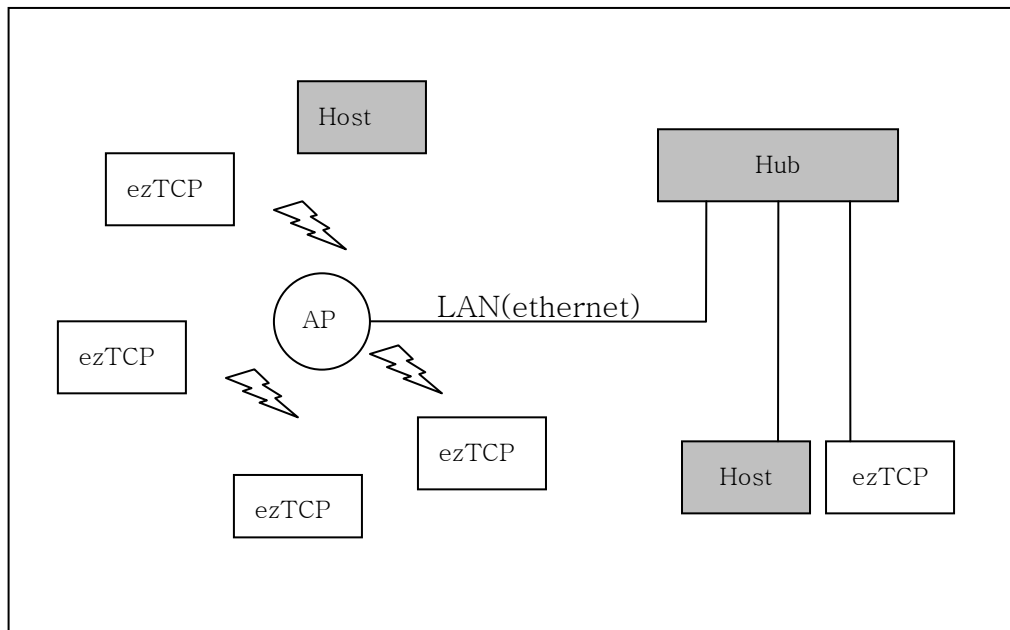 Host
Hub
ezTCP
LAN(ethernet)
AP
ezTCP
ezTCP
Host
ezTCP
ezTCP